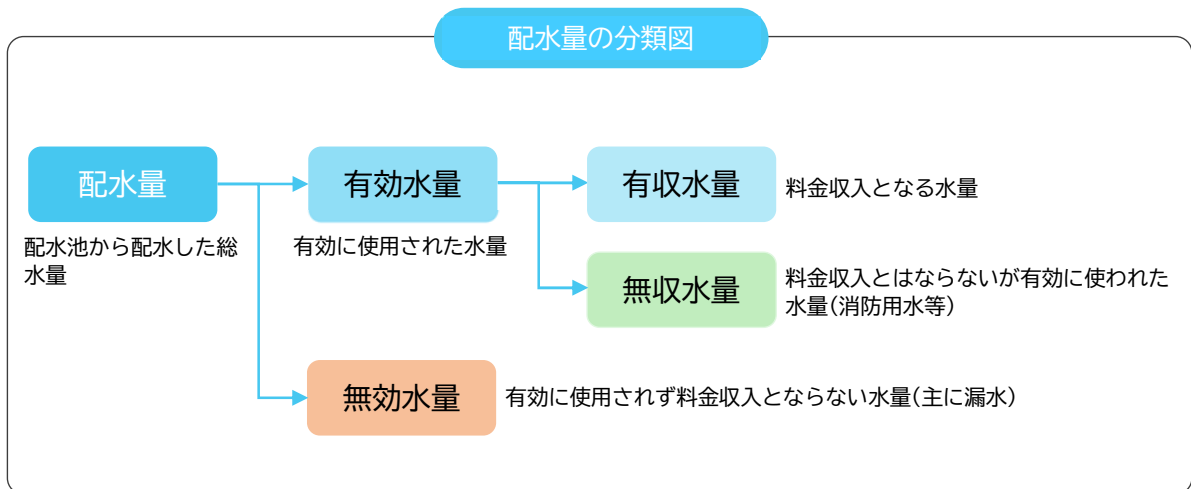 配水量の分類図
配水量
配水池から配水した総
水量
有効水量
有効に使用された水量
有収水量
料金収入となる水量
無収水量
料金収入とはならないが有効に使われた
水量(消防用水等)
無効水量
有効に使用されず料金収入とならない水量(主に漏水)